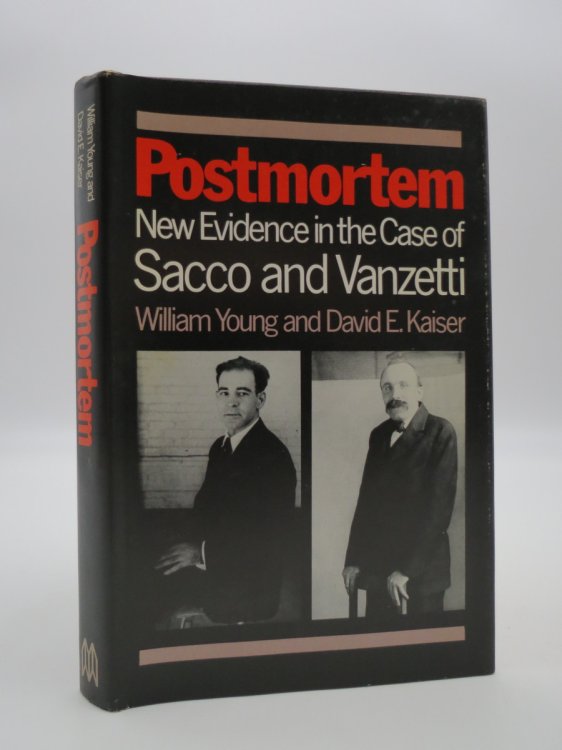 Postmortem
New Evidence in the Case of
Sacco and Vanzetti
William Young and David E. Kaiser
William Young and
David E. Kaiser
Postmortem